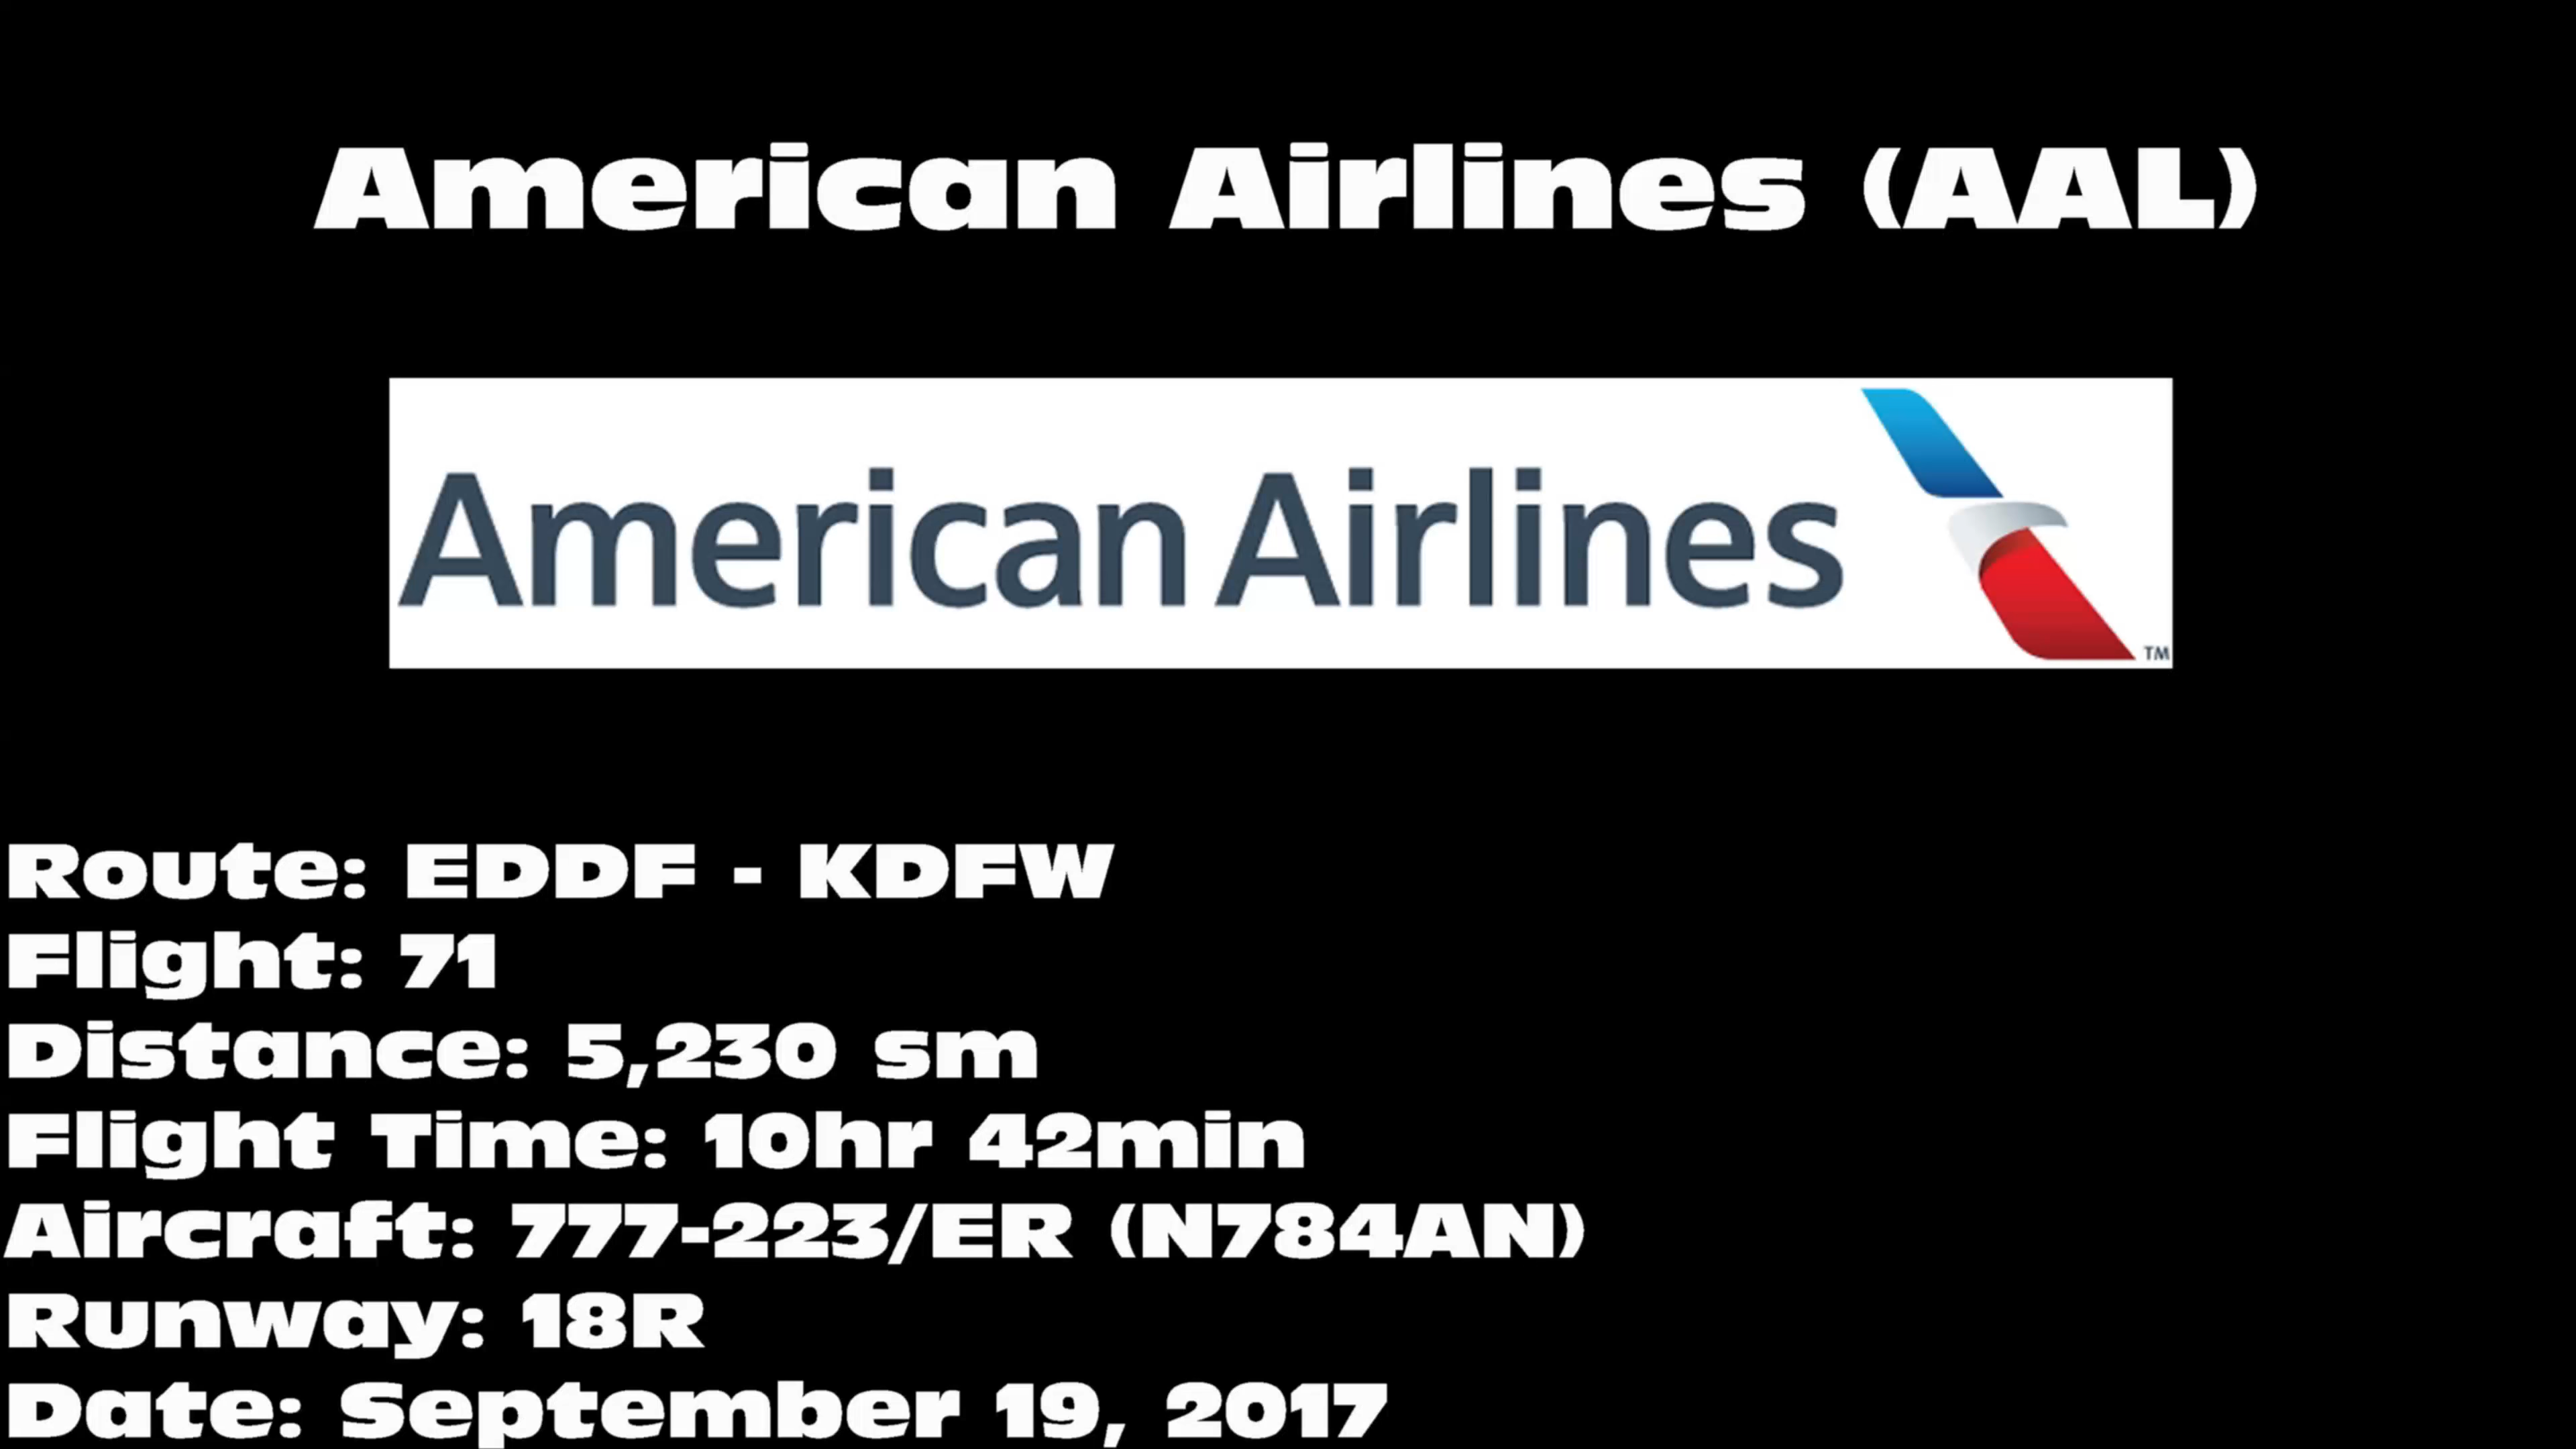 American Airlines (AAL)
American Airlines
TM
Route: EDDF - KDFW
Flight: 71
Distance: 5,230 sm
Flight Time: 10hr 42min
Aircraft: 777-223/ER (N784AN)
Runway: 18R
Date: September 19, 2017